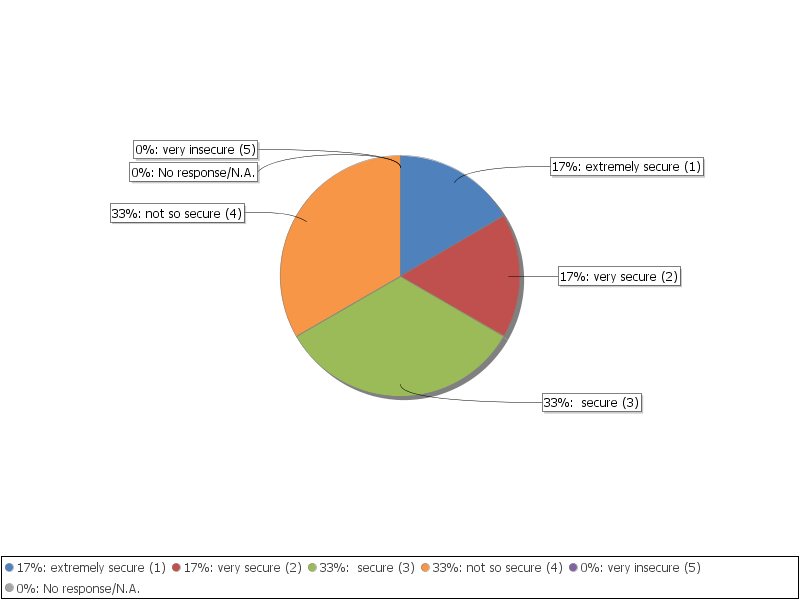 0%: very insecure (5)
0%: No response/N.A.
17%: extremely secure (1)
33%: not so secure (4)
17%: very secure (2)
33%:  secure (3)
17%: extremely secure (1) 17%: very secure (2) 33%:  secure (3) 33%: not so secure (4) 0%: very insecure (5)
0%: No response/N.A.